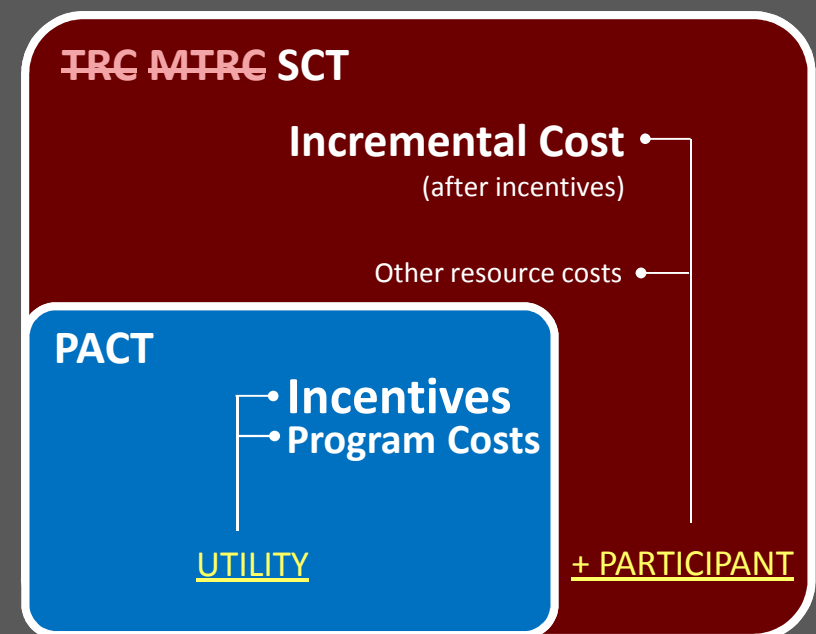 TRC MTRC SCT
Incremental Cost
(after incentives)
Other resource costs
PACT
Incentives
Program Costs
UTILITY
+ PARTICIPANT